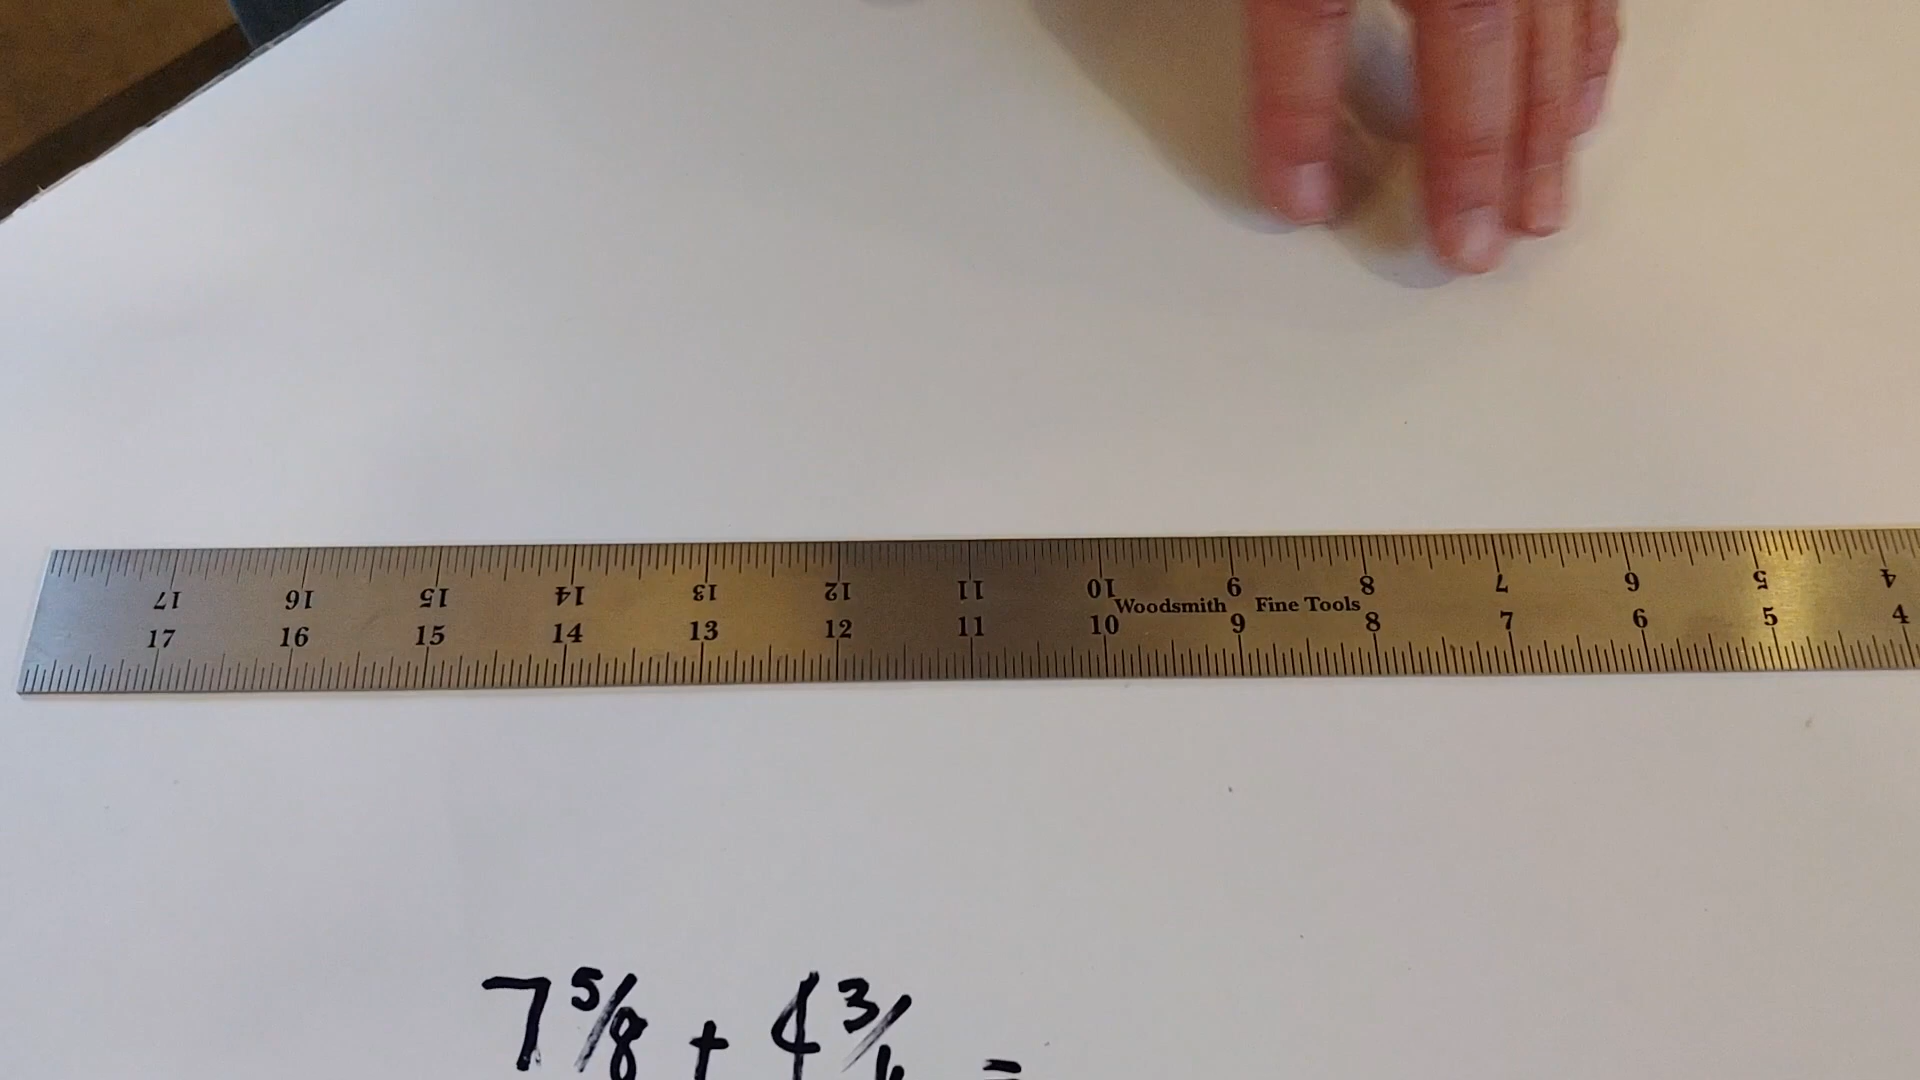 17 16 15 14 13 12 11 10 9 8 7 6 5 4
Woodsmith Fine Tools
17 16 15 14 13 12 11 10 9 8 7 6 5 4
7 5/8 + 4 3/ =